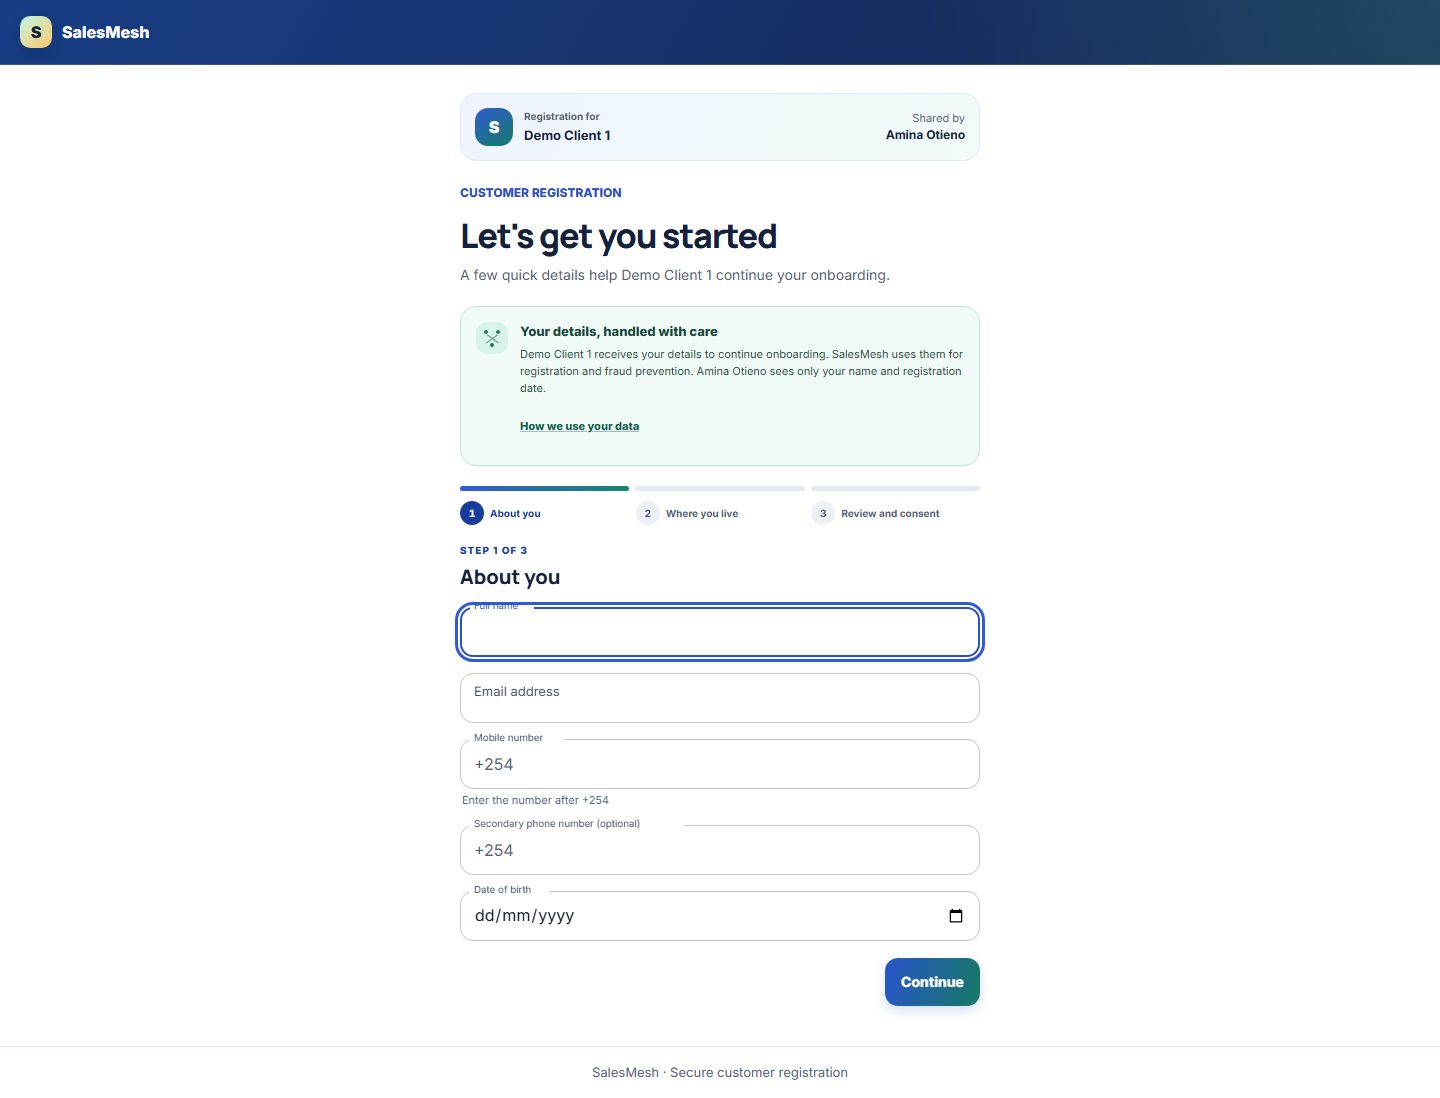 S SalesMesh
S
Registration for
Demo Client 1
Shared by
Amina Otieno
CUSTOMER REGISTRATION
Let's get you started
A few quick details help Demo Client 1 continue your onboarding.
Your details, handled with care
Demo Client 1 receives your details to continue onboarding. SalesMesh uses them for
registration and fraud prevention. Amina Otieno sees only your name and registration
date.
How we use your data
1 About you
2 Where you live
3 Review and consent
STEP 1 OF 3
About you
Full name
Email address
Mobile number
+254
Enter the number after +254
Secondary phone number (optional)
+254
Date of birth
dd/mm/yyyy
Continue
SalesMesh · Secure customer registration